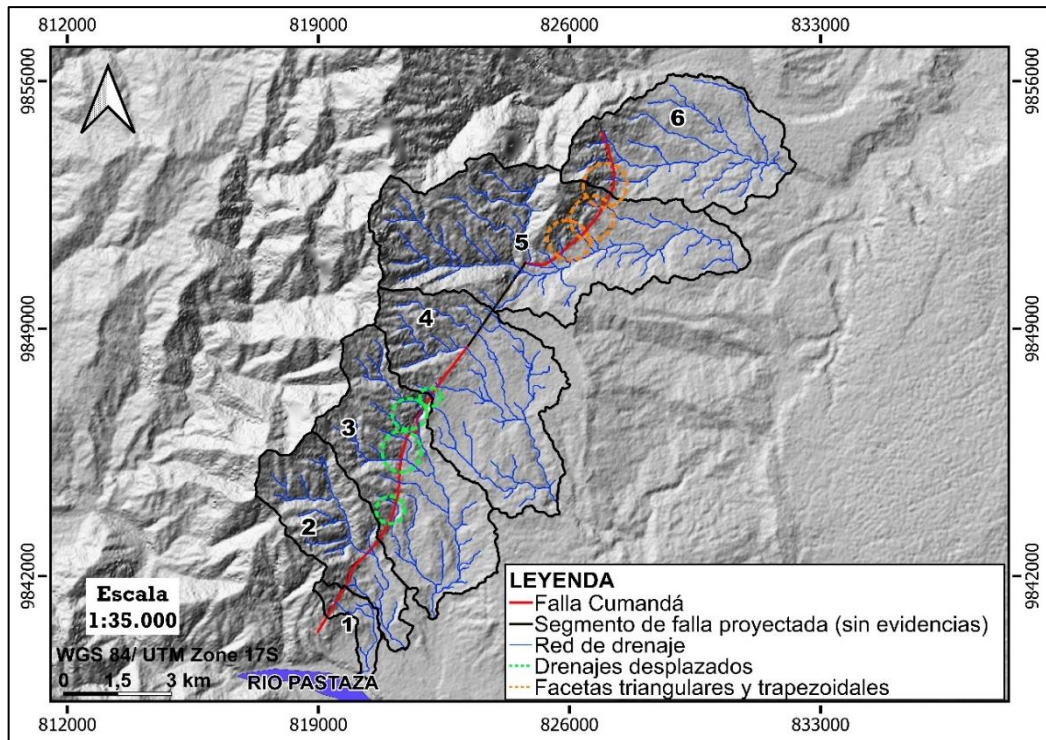 812000 819000 826000 833000
9856000 9856000
6
5
9849000 4 9849000
3
2
9842000 9842000
1
Escala
1:35.000
WGS 84/ UTM Zone 17S
0 1,5 3 km
RIO PASTAZA
LEYENDA
Falla Cumandá
Segmento de falla proyectada (sin evidencias)
Red de drenaje
Drenajes desplazados
Facetas triangulares y trapezoidales
812000 819000 826000 833000